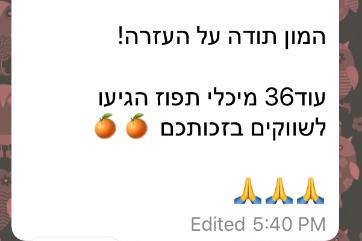 המון תודה על העזרה!
עוד36 מיכלי תפוז הגיעו
לשווקים בזכותכם 🍊 🍊
🙏🙏🙏
Edited 5:40 PM